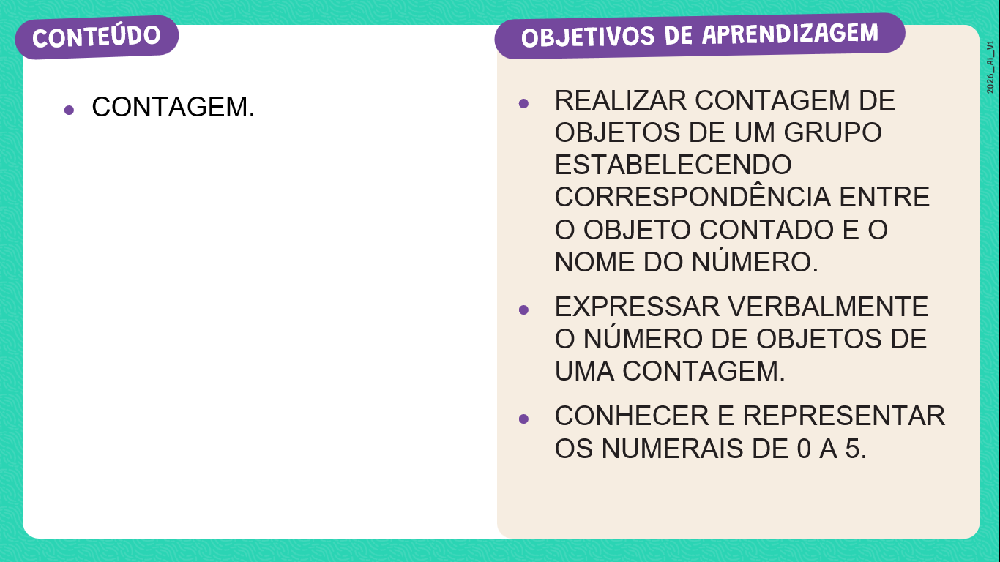 CONTEÚDO
• CONTAGEM.
OBJETIVOS DE APRENDIZAGEM
• REALIZAR CONTAGEM DE
OBJETOS DE UM GRUPO
ESTABELECENDO
CORRESPONDÊNCIA ENTRE
O OBJETO CONTADO E O
NOME DO NÚMERO.
• EXPRESSAR VERBALMENTE
O NÚMERO DE OBJETOS DE
UMA CONTAGEM.
• CONHECER E REPRESENTAR
OS NUMERAIS DE 0 A 5.
2026_AI_V1